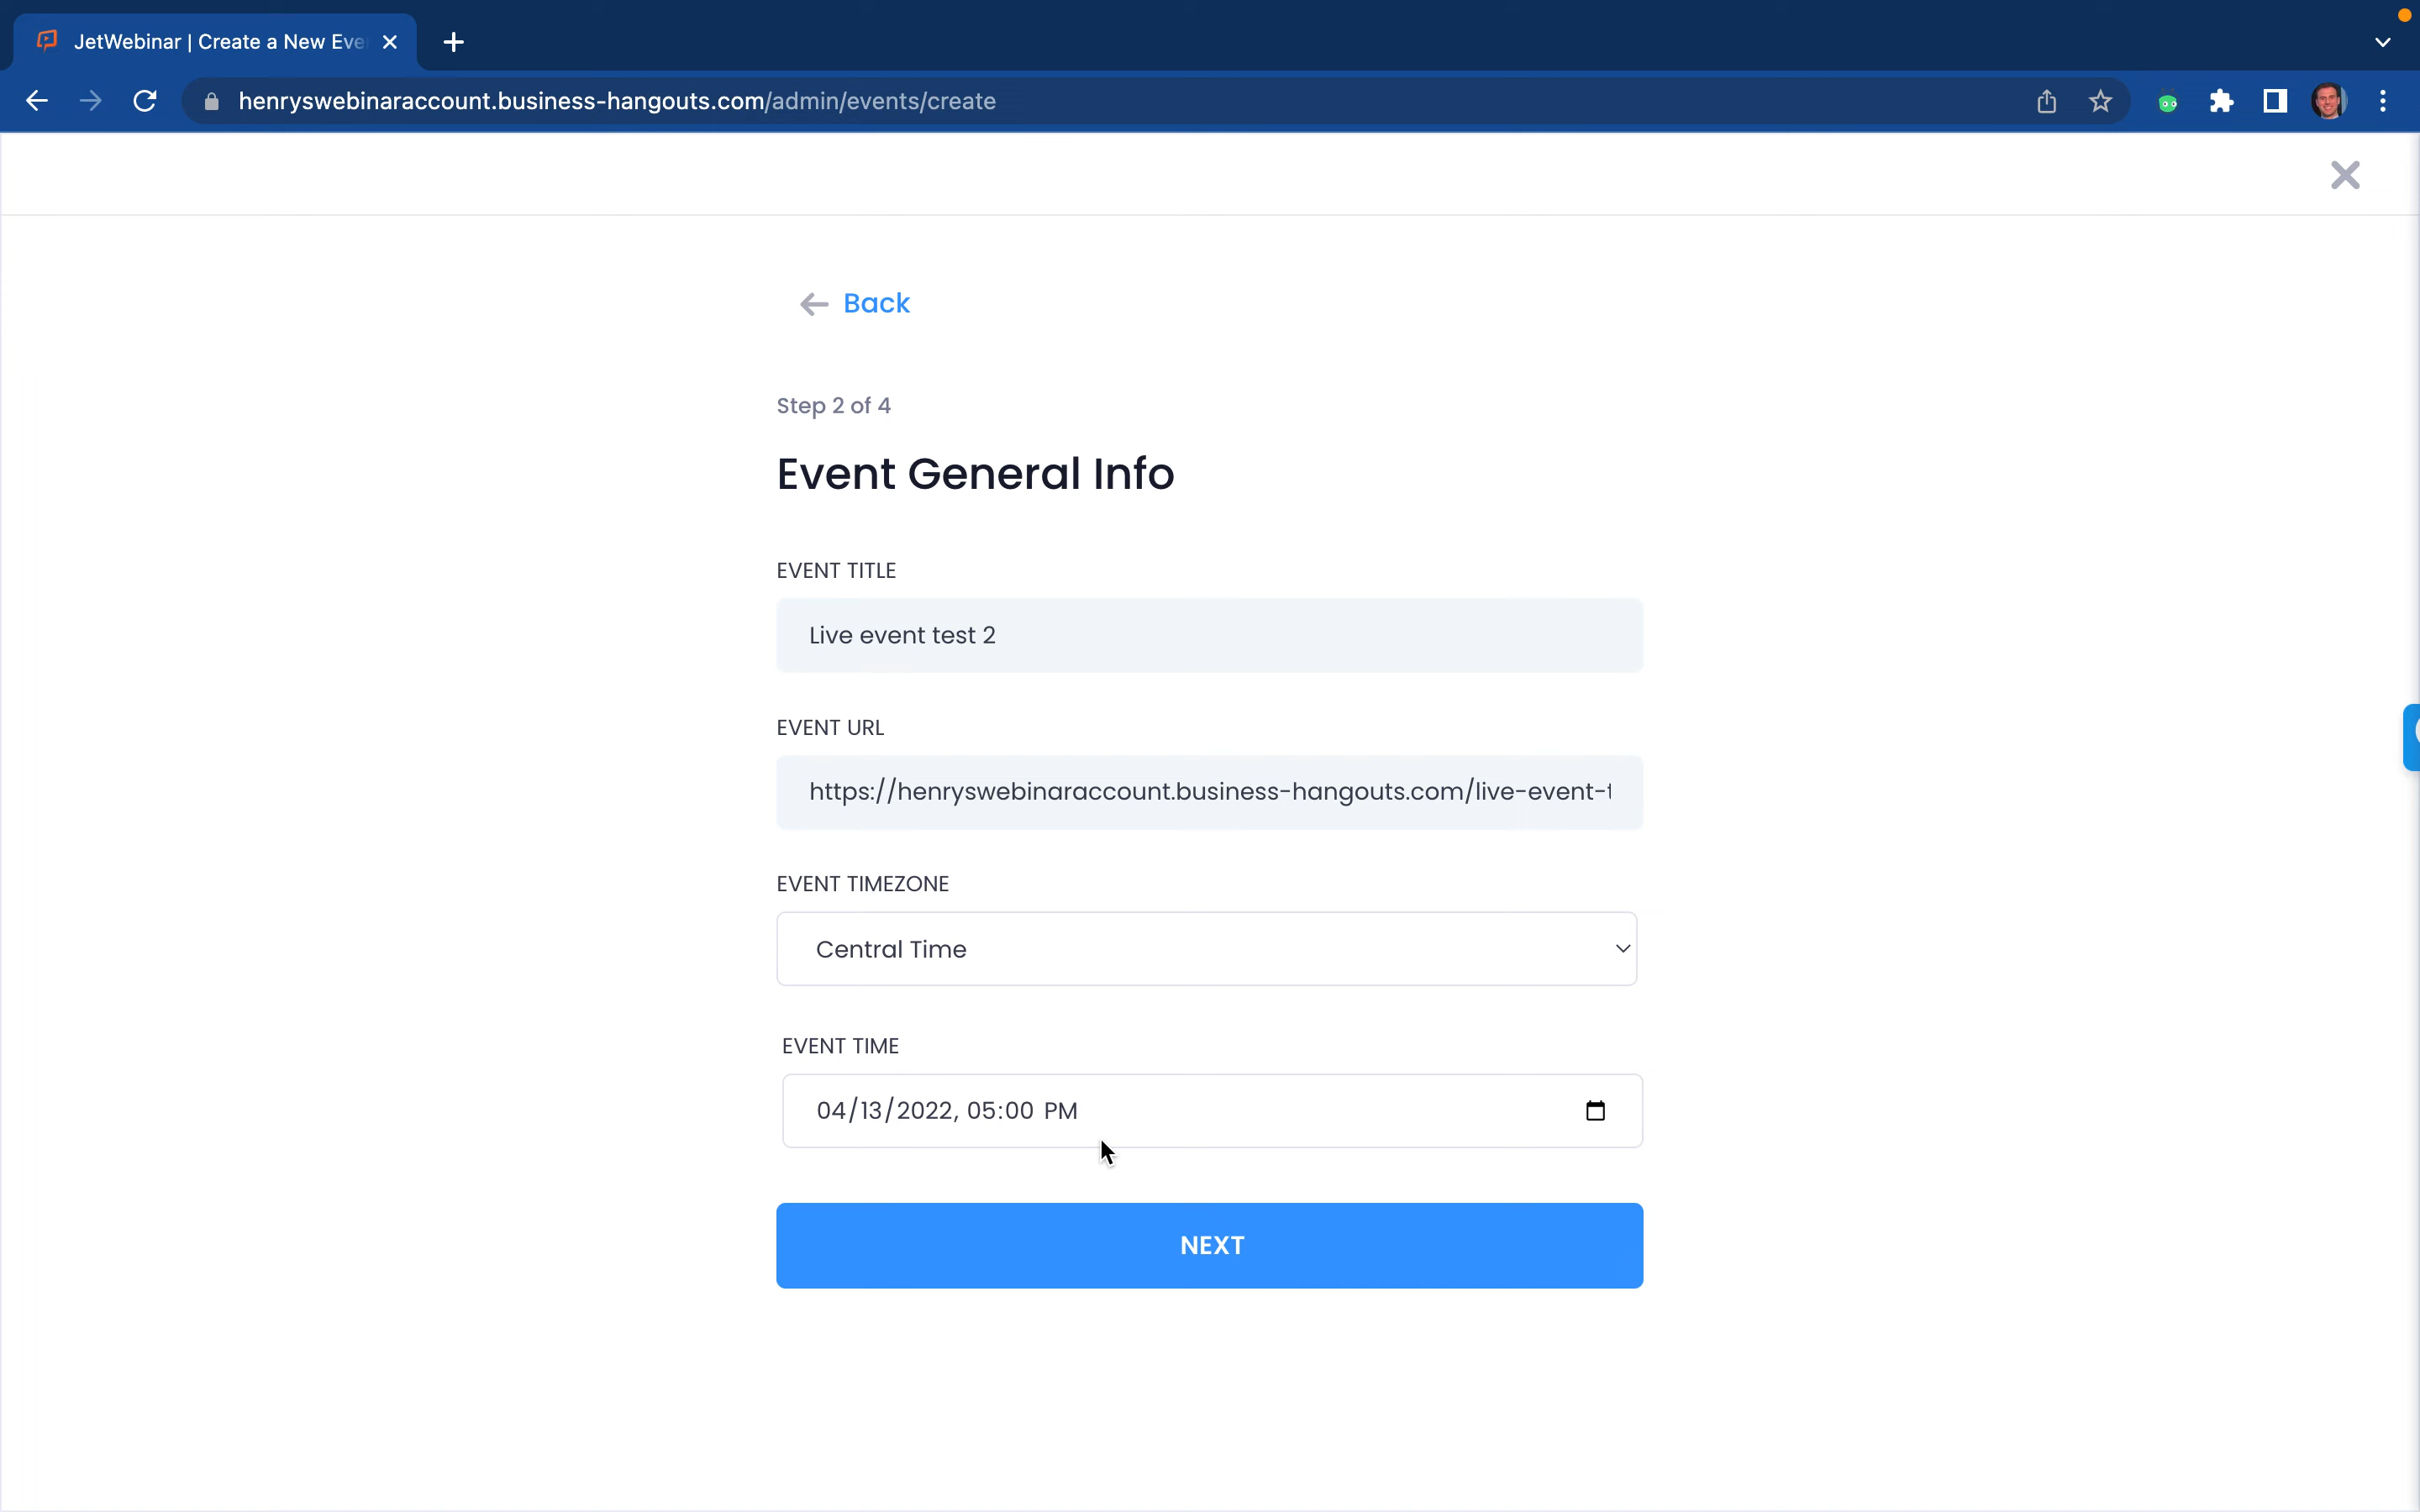 JetWebinar | Create a New Eve
henryswebinaraccount.business-hangouts.com/admin/events/create
Back
Step 2 of 4
Event General Info
EVENT TITLE
Live event test 2
EVENT URL
https://henryswebinaraccount.business-hangouts.com/live-event-t
EVENT TIMEZONE
Central Time
EVENT TIME
04/13/2022, 05:00 PM
NEXT